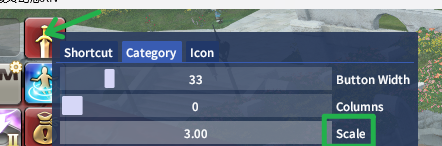 Shortcut Category Icon
33 Button Width
0 Columns
3.00 Scale